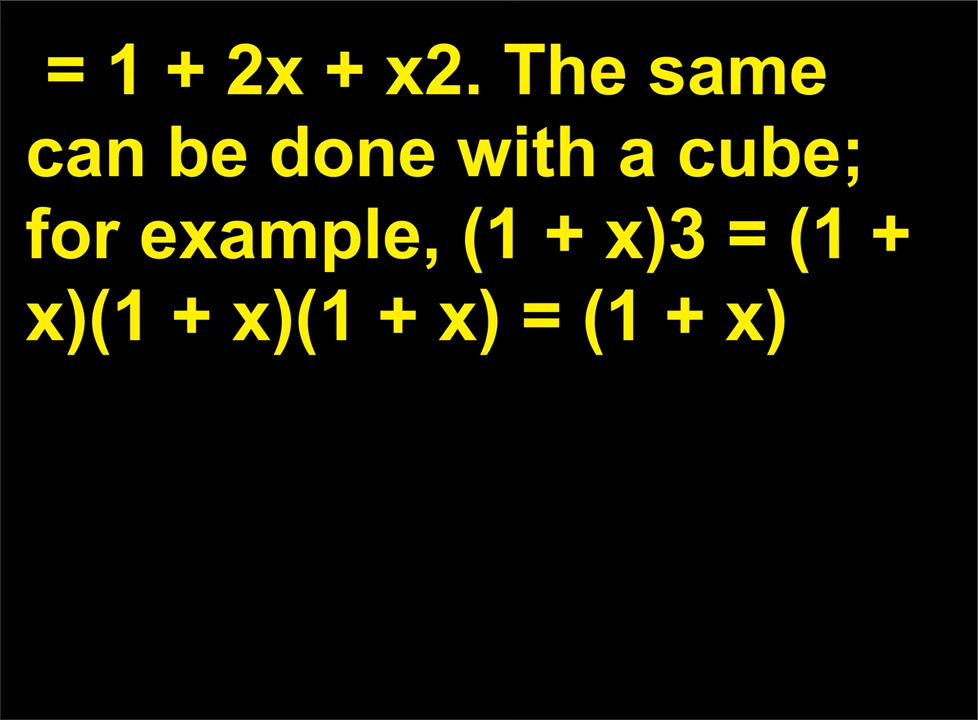 = 1 + 2x + x2. The same
can be done with a cube;
for example, (1 + x)3 = (1 +
x)(1 + x)(1 + x) = (1 + x)